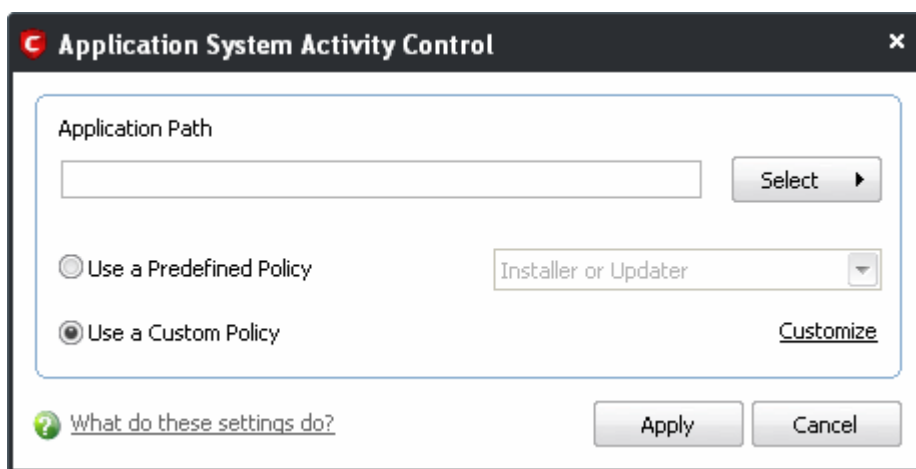 Application System Activity Control
Application Path
Select
Use a Predefined Policy
Installer or Updater
Use a Custom Policy
Customize
What do these settings do?
Apply
Cancel